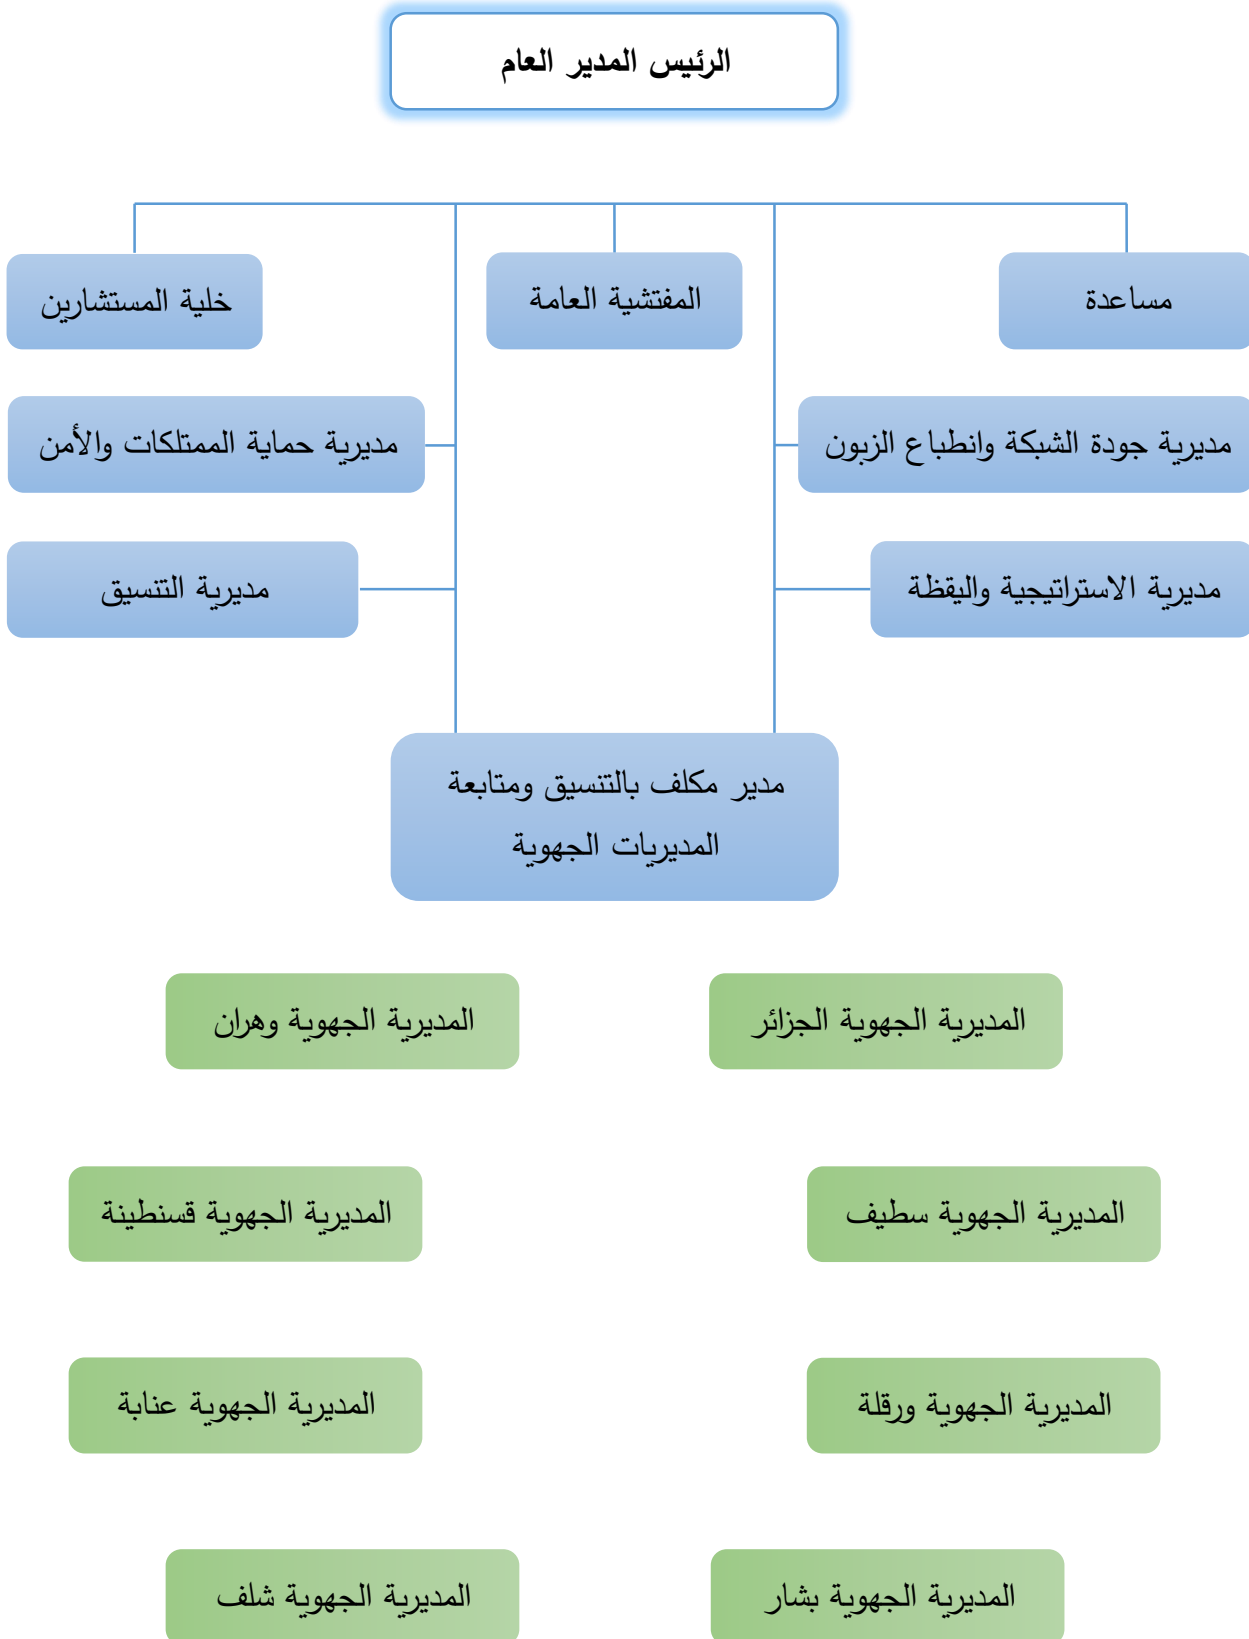 الرئيس المدير العام
مساعدة
المفتشية العامة
خلية المستشارين
مديرية جودة الشبكة وانطباع الزبون
مديرية حماية الممتلكات والأمن
مديرية الاستراتيجية واليقظة
مديرية التنسيق
مدير مكلف بالتنسيق ومتابعة
المديريات الجهوية
المديرية الجهوية الجزائر
المديرية الجهوية وهران
المديرية الجهوية سطيف
المديرية الجهوية قسنطينة
المديرية الجهوية ورقلة
المديرية الجهوية عنابة
المديرية الجهوية بشار
المديرية الجهوية شلف